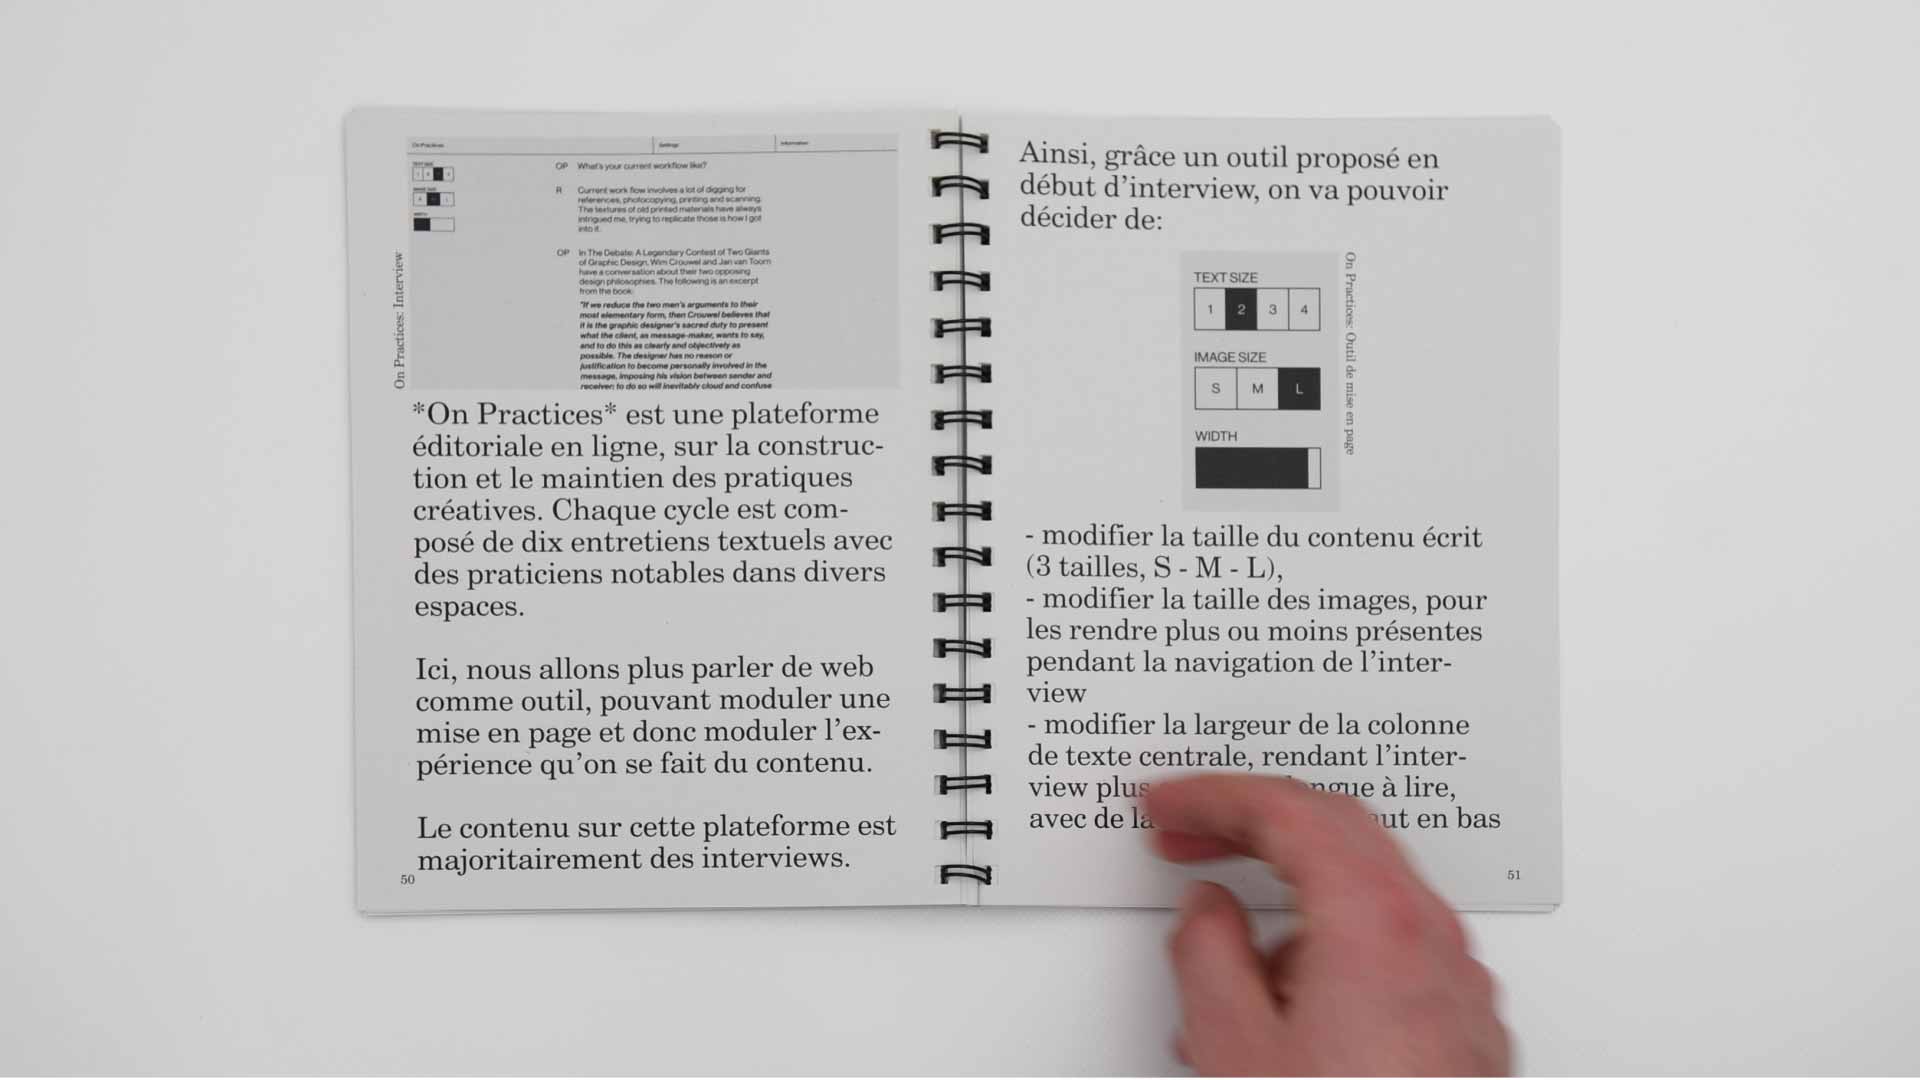 On Practices
Settings
Information
TEXT SIZE
IMAGE SIZE
WIDTH
OP What's your current workflow like?
R Current work flow involves a lot of digging for
references, photocopying, printing and scanning.
The textures of old printed materials have always
intrigued me, trying to replicate those is how I got
into it.
OP In The Debate: A Legendary Contest of Two Giants
of Graphic Design, Wim Crouwel and Jan van Toorn
have a conversation about their two opposing
design philosophies. The following is an excerpt
from the book:
"If we reduce the two men's arguments to their
most elementary form, then Crouwel believes that
it is the graphic designer's sacred duty to present
what the client, as message-maker, wants to say,
and to do this as clearly and objectively as
possible. The designer has no reason or
justification to become personally involved in the
message, imposing his vision between sender and
receiver; to do so will inevitably cloud and confuse
On Practices: Interview
*On Practices* est une plateforme
éditoriale en ligne, sur la construc-
tion et le maintien des pratiques
créatives. Chaque cycle est com-
posé de dix entretiens textuels avec
des praticiens notables dans divers
espaces.
Ici, nous allons plus parler de web
comme outil, pouvant moduler une
mise en page et donc moduler l'ex-
périence qu'on se fait du contenu.
Le contenu sur cette plateforme est
majoritairement des interviews.
50
Ainsi, grâce un outil proposé en
début d'interview, on va pouvoir
décider de:
TEXT SIZE
1 2 3 4
IMAGE SIZE
S M L
WIDTH
On Practices: Outil de mise en page
- modifier la taille du contenu écrit
(3 tailles, S - M - L),
- modifier la taille des images, pour
les rendre plus ou moins présentes
pendant la navigation de l'inter-
view
- modifier la largeur de la colonne
de texte centrale, rendant l'inter-
view plus à lire,
avec de en bas
51